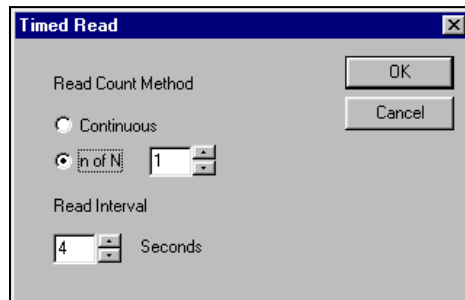 Timed Read
OK
Read Count Method
Cancel
Continuous
n of N 1
Read Interval
4 Seconds